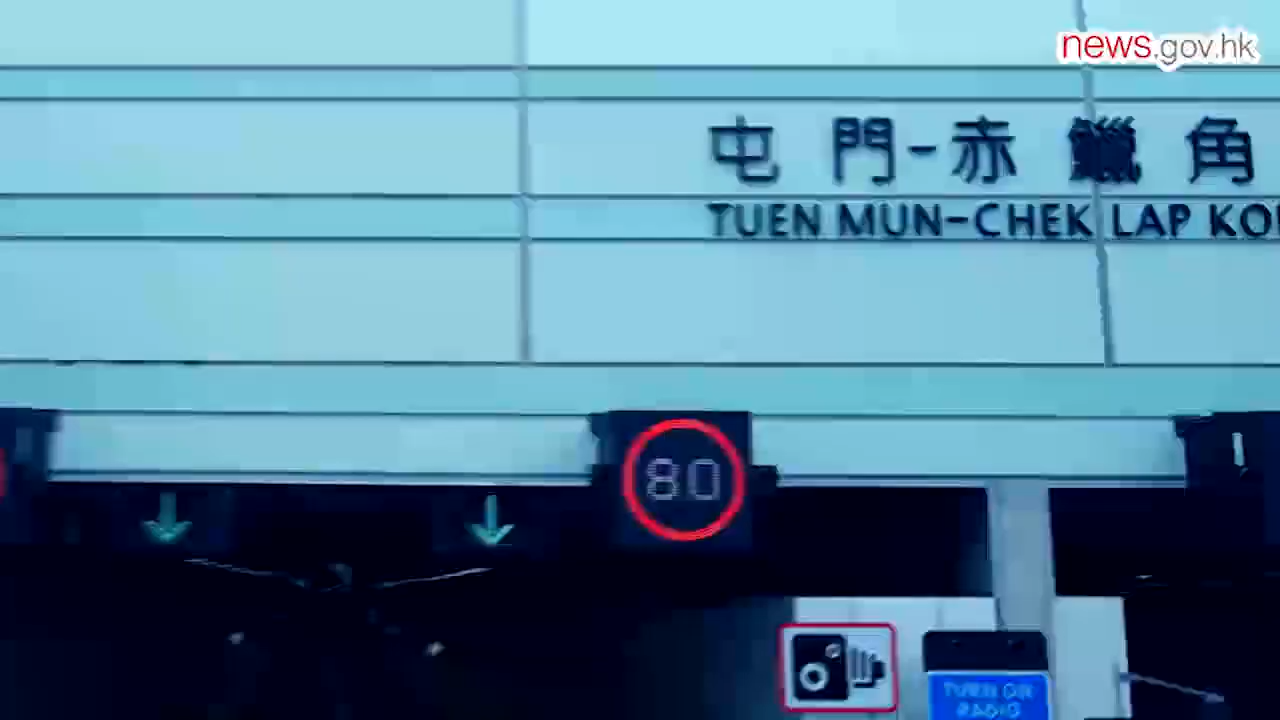 news.gov.hk
屯門-赤鱲角
TUEN MUN-CHEK LAP KO
80
TURN ON
RADIO